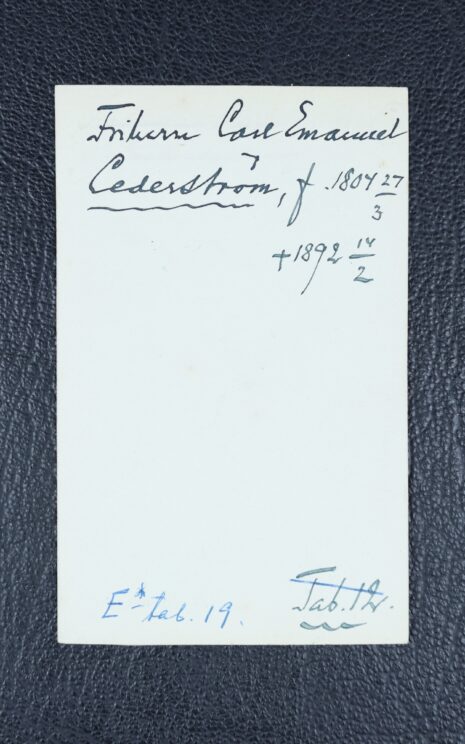 Friherre Carl Emanuel
Cederström, f. 1804 27/3
+1892 14/2
E* tab. 19.
Tab. 12.